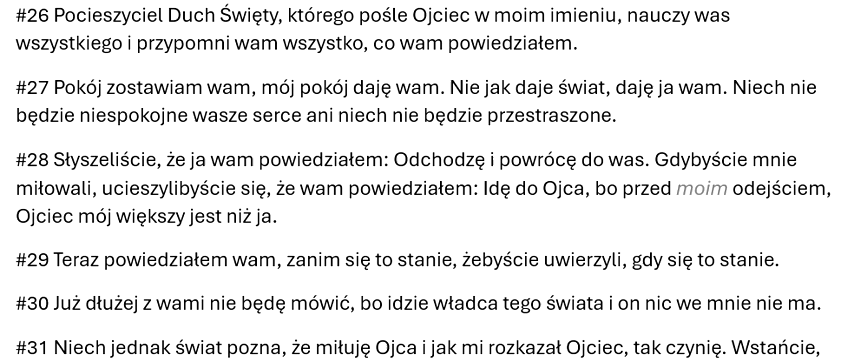 #26 Pocieszyciel Duch Święty, którego pośle Ojciec w moim imieniu, nauczy was
wszystkiego i przypomni wam wszystko, co wam powiedziałem.
#27 Pokój zostawiam wam, mój pokój daję wam. Nie jak daje świat, daję ja wam. Niech nie
będzie niespokojne wasze serce ani niech nie będzie przestraszone.
#28 Słyszeliście, że ja wam powiedziałem: Odchodzę i powrócę do was. Gdybyście mnie
miłowali, ucieszylibyście się, że wam powiedziałem: Idę do Ojca, bo przed moim odejściem,
Ojciec mój większy jest niż ja.
#29 Teraz powiedziałem wam, zanim się to stanie, żebyście uwierzyli, gdy się to stanie.
#30 Już dłużej z wami nie będę mówić, bo idzie władca tego świata i on nic we mnie nie ma.
#31 Niech jednak świat pozna, że miłuję Ojca i jak mi rozkazał Ojciec, tak czynię. Wstańcie,